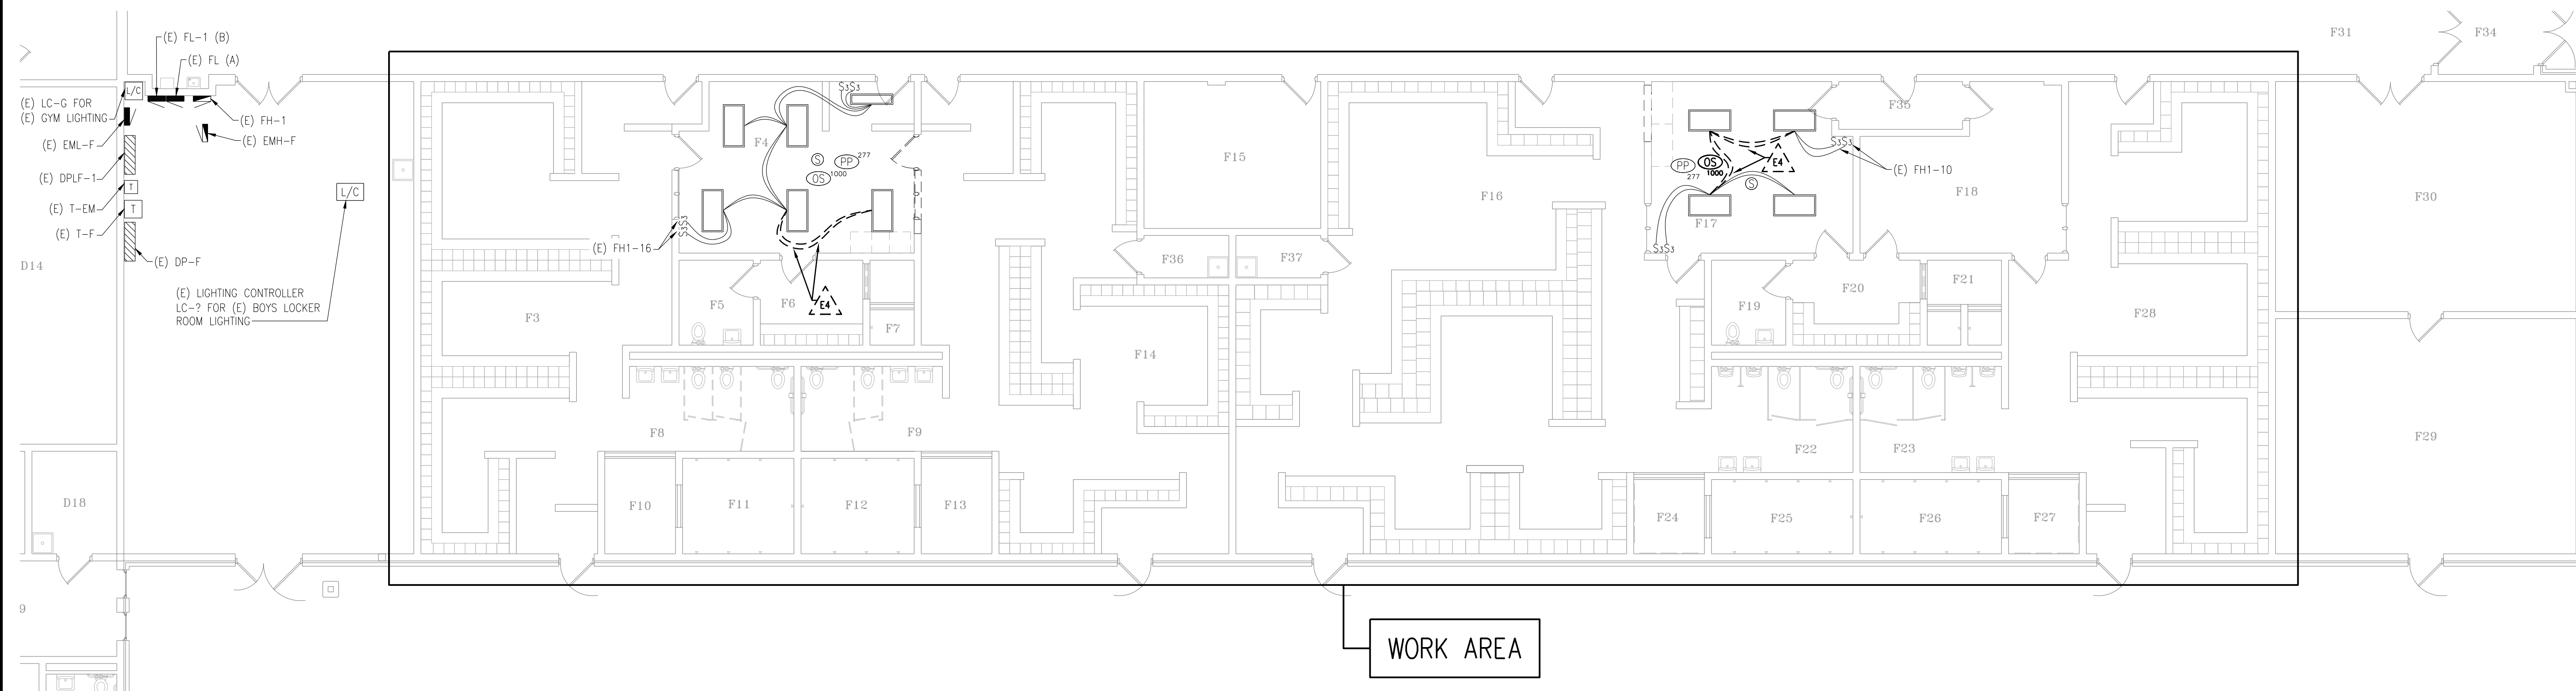 (E) FL-1 (B)
(E) FL (A)
L/C
(E) LC-G FOR
(E) GYM LIGHTING
(E) FH-1
(E) EML-F
(E) EMH-F
(E) DPLF-1
T
(E) T-EM
T
(E) T-F
(E) DP-F
L/C
(E) LIGHTING CONTROLLER
LC-? FOR (E) BOYS LOCKER
ROOM LIGHTING
D14
D18
9
F3
F4
S3S3
S
PP 277
OS 1000
S3S3
(E) FH1-16
E4
F5
F6
F7
F8
F9
F10
F11
F12
F13
F14
F15
F36
F37
F16
F17
PP 277
OS 1000
S
E4
S3S3
S3S3
(E) FH1-10
F35
F18
F19
F20
F21
F22
F23
F24
F25
F26
F27
F28
F29
F30
F31
F34
WORK AREA